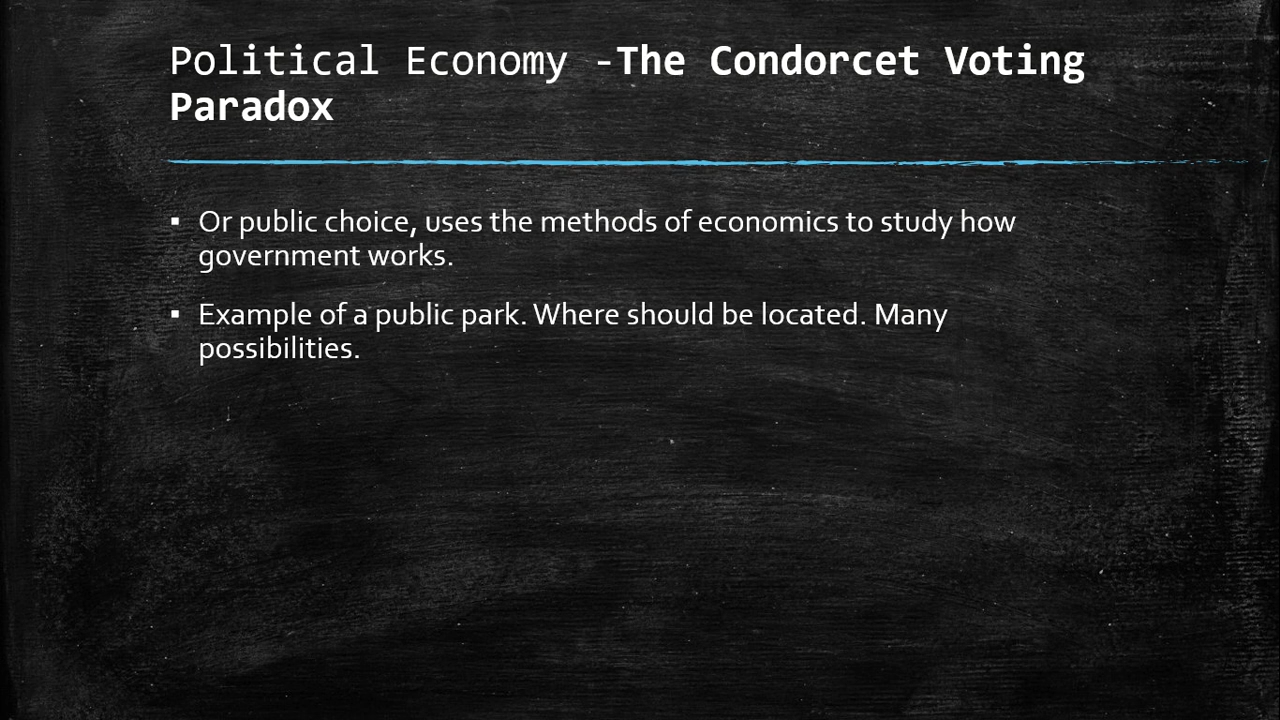 Political Economy -The Condorcet Voting
Paradox
▪ Or public choice, uses the methods of economics to study how
government works.
▪ Example of a public park. Where should be located. Many
possibilities.